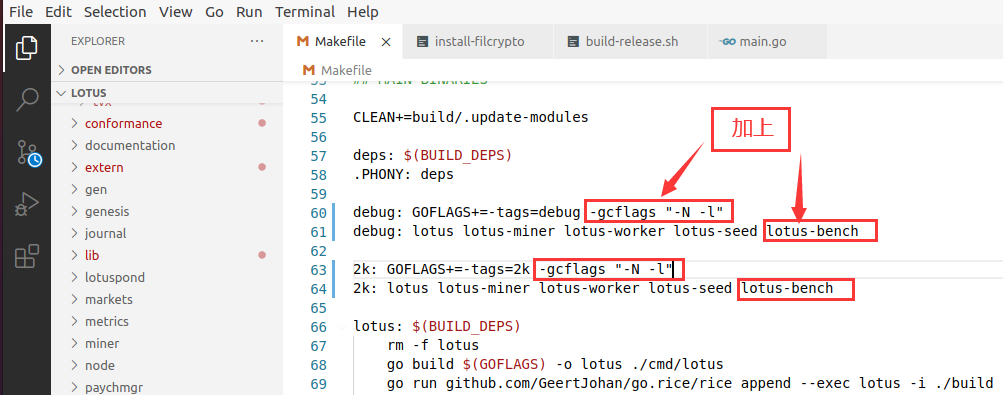 File Edit Selection View Go Run Terminal Help
EXPLORER ···
OPEN EDITORS
LOTUS
conformance
documentation
extern
gen
genesis
journal
lib
lotuspond
markets
metrics
miner
node
paychmgr
Makefile
install-filcrypto
build-release.sh
main.go
Makefile
53 ## MAIN BINARIES
54
55 CLEAN+=build/.update-modules
56
57 deps: $(BUILD_DEPS)
58 .PHONY: deps
59
60 debug: GOFLAGS+=-tags=debug -gcflags "-N -l"
61 debug: lotus lotus-miner lotus-worker lotus-seed lotus-bench
62
63 2k: GOFLAGS+=-tags=2k -gcflags "-N -l"
64 2k: lotus lotus-miner lotus-worker lotus-seed lotus-bench
65
66 lotus: $(BUILD_DEPS)
67 rm -f lotus
68 go build $(GOFLAGS) -o lotus ./cmd/lotus
69 go run github.com/GeertJohan/go.rice/rice append --exec lotus -i ./build
加上